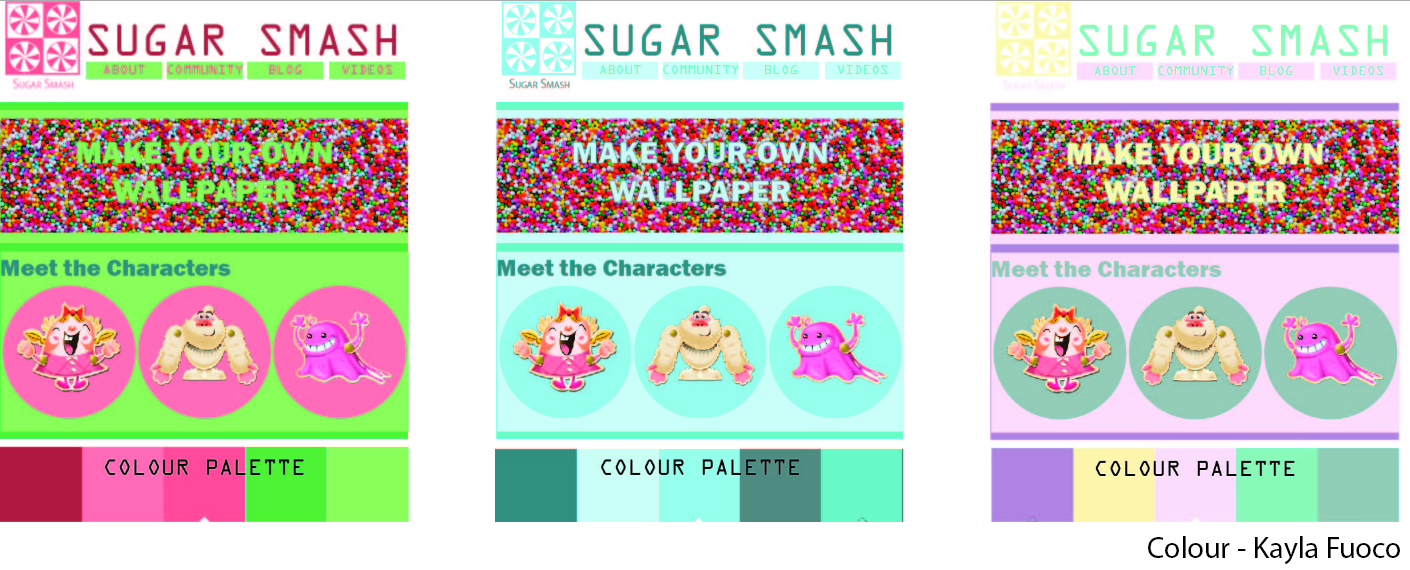 SUGAR SMASH
ABOUT COMMUNITY BLOG VIDEOS
Sugar Smash
MAKE YOUR OWN
WALLPAPER
Meet the Characters
COLOUR PALETTE
SUGAR SMASH
ABOUT COMMUNITY BLOG VIDEOS
Sugar Smash
MAKE YOUR OWN
WALLPAPER
Meet the Characters
COLOUR PALETTE
SUGAR SMASH
ABOUT COMMUNITY BLOG VIDEOS
Sugar Smash
MAKE YOUR OWN
WALLPAPER
Meet the Characters
COLOUR PALETTE
Colour - Kayla Fuoco